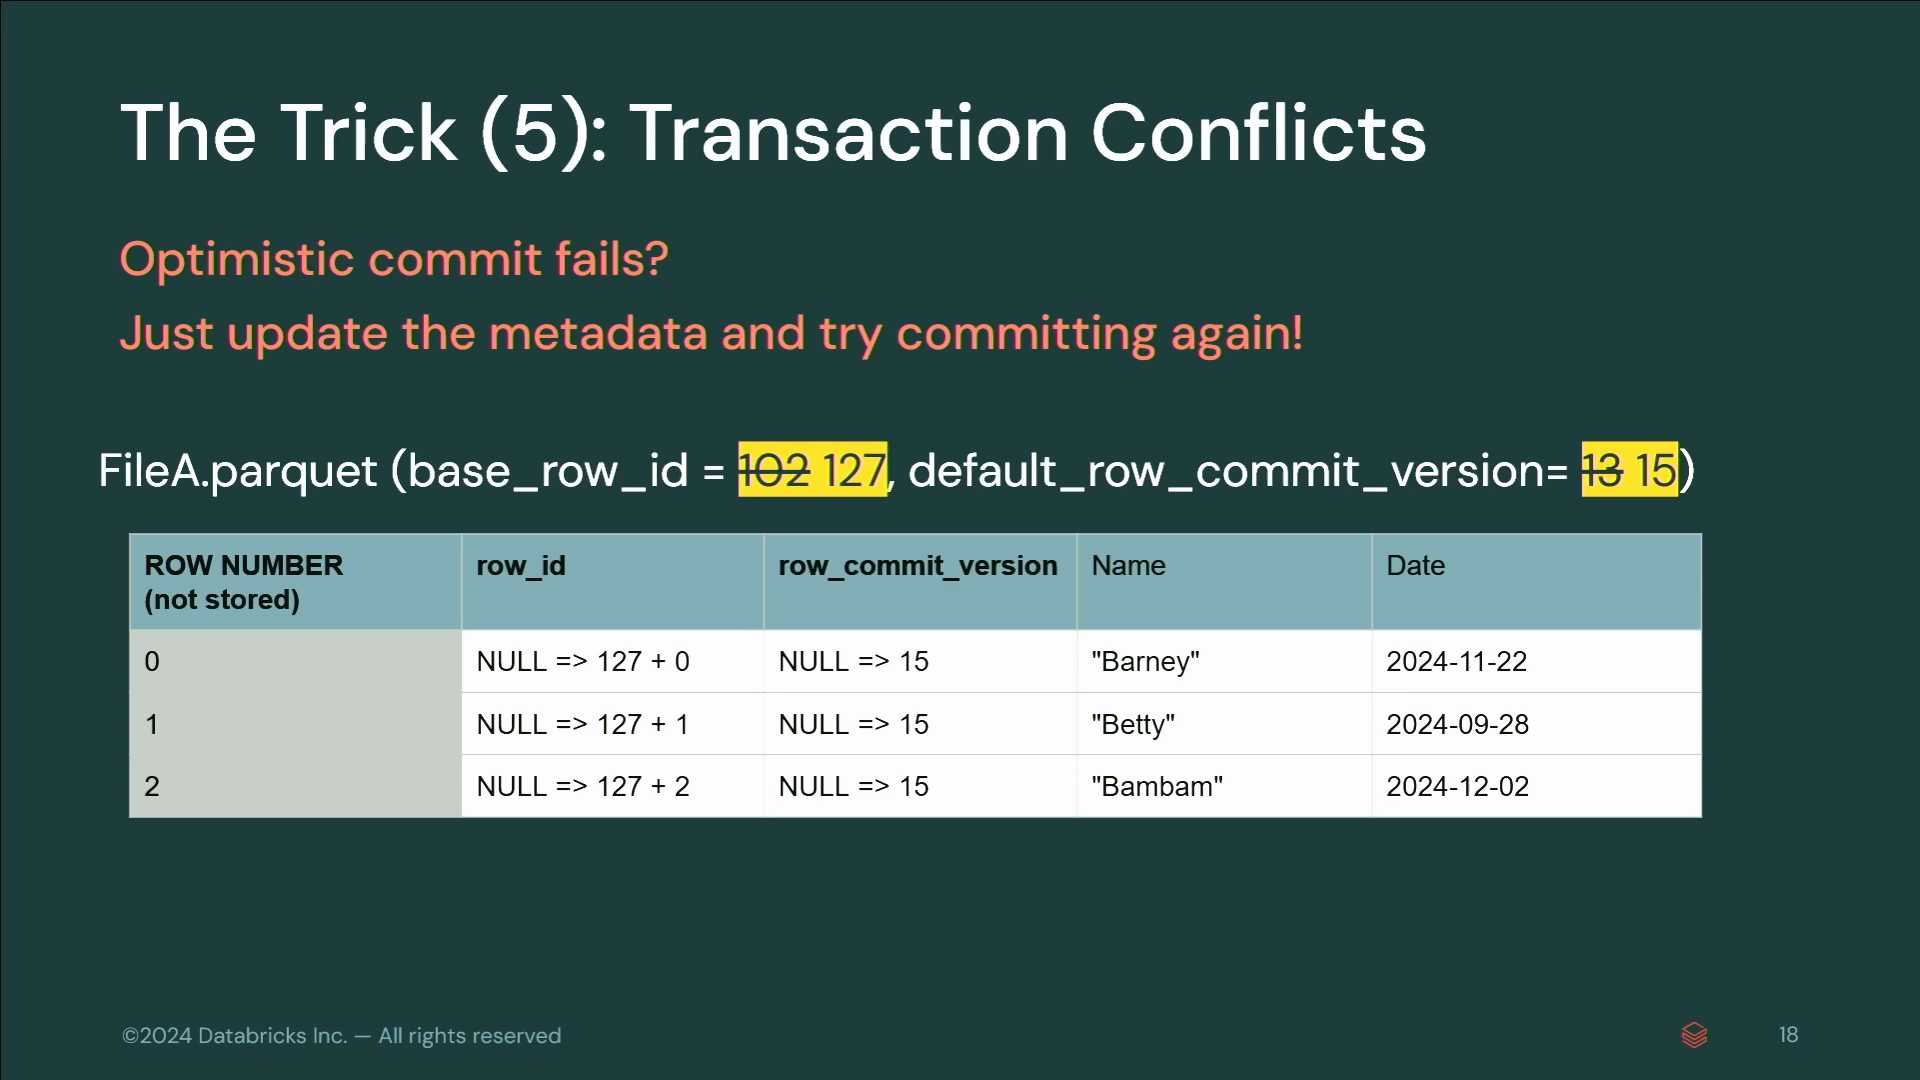 The Trick (5): Transaction Conflicts
Optimistic commit fails?
Just update the metadata and try committing again!
FileA.parquet (base_row_id = 102 127, default_row_commit_version= 13 15)
ROW NUMBER (not stored) row_id row_commit_version Name Date
0 NULL => 127 + 0 NULL => 15 "Barney" 2024-11-22
1 NULL => 127 + 1 NULL => 15 "Betty" 2024-09-28
2 NULL => 127 + 2 NULL => 15 "Bambam" 2024-12-02
©2024 Databricks Inc. — All rights reserved
18